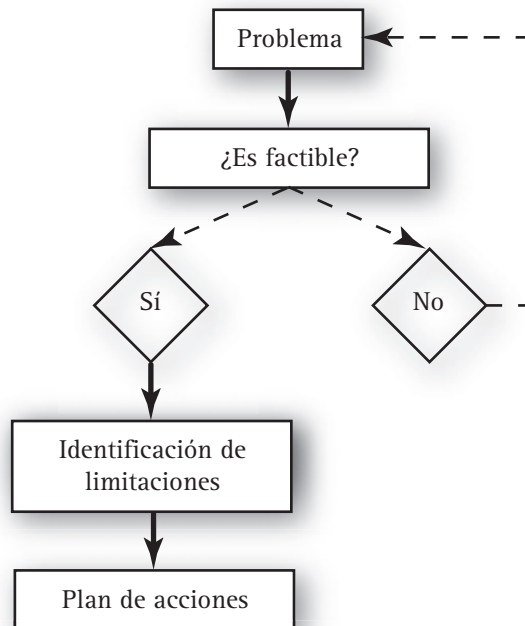 Problema
¿Es factible?
Sí
No
Identificación de
limitaciones
Plan de acciones